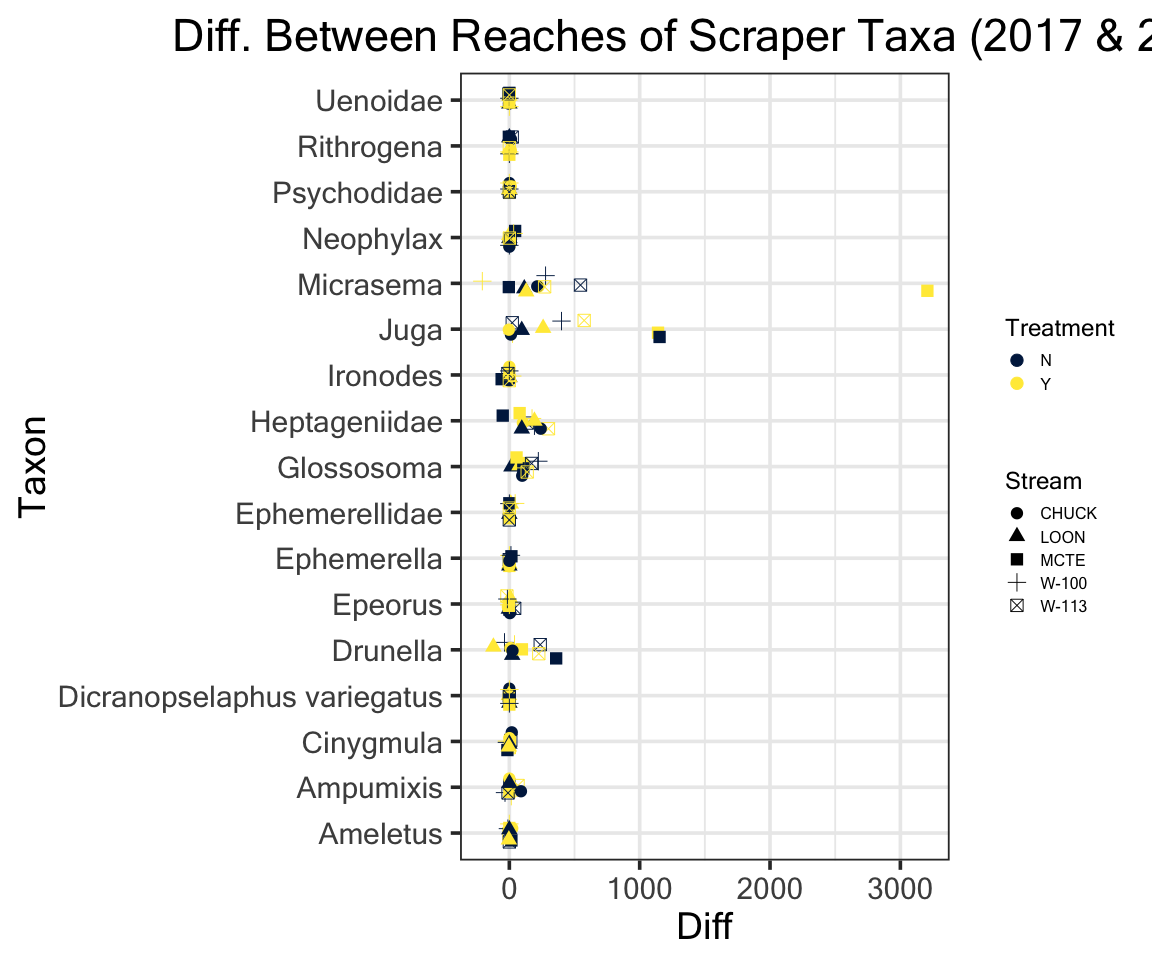 Diff. Between Reaches of Scraper Taxa (2017 & 2
Uenoidae
Rithrogena
Psychodidae
Neophylax
Micrasema
Juga
Ironodes
Heptageniidae
Glossosoma
Ephemerellidae
Ephemerella
Epeorus
Drunella
Dicranopselaphus variegatus
Cinygmula
Ampumixis
Ameletus
Taxon
0 1000 2000 3000
Diff
Treatment
N
Y
Stream
CHUCK
LOON
MCTE
W-100
W-113